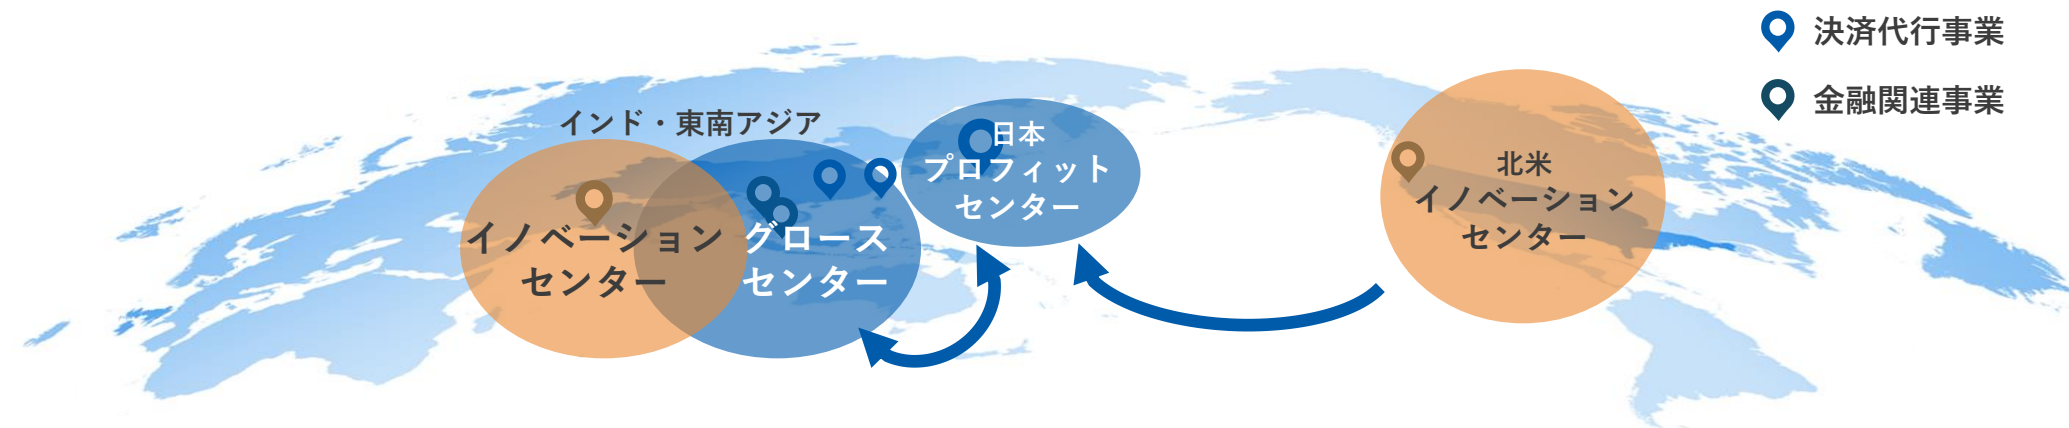 決済代行事業
金融関連事業
インド・東南アジア
イノベーション
センター
グロース
センター
日本
プロフィット
センター
北米
イノベーション
センター